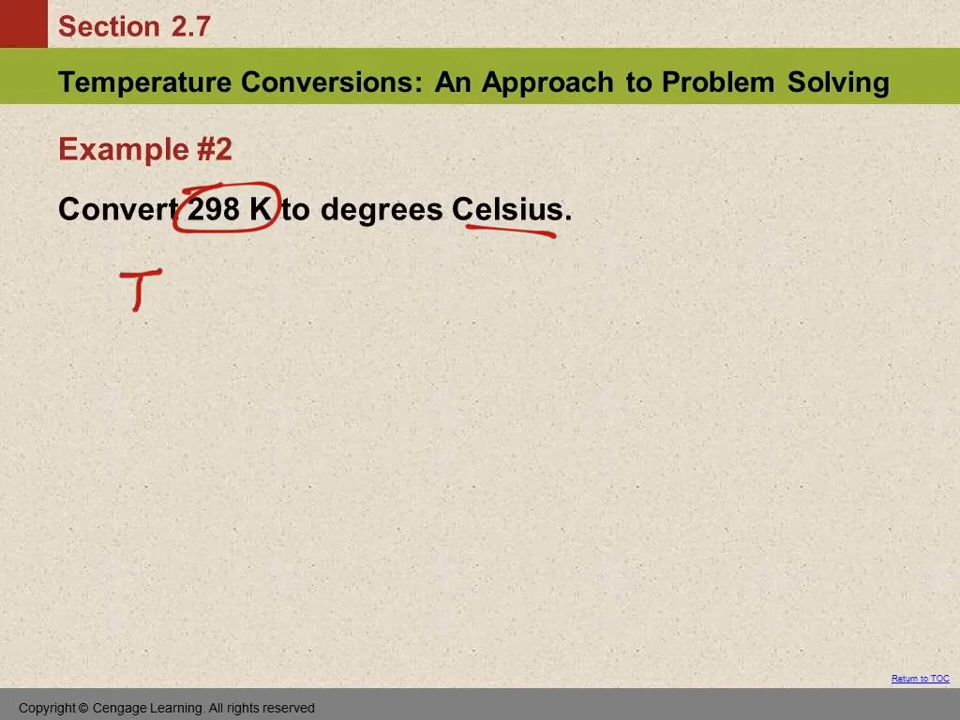 Section 2.7
Temperature Conversions: An Approach to Problem Solving
Example #2
Convert 298 K to degrees Celsius.
T
Return to TOC
Copyright © Cengage Learning. All rights reserved